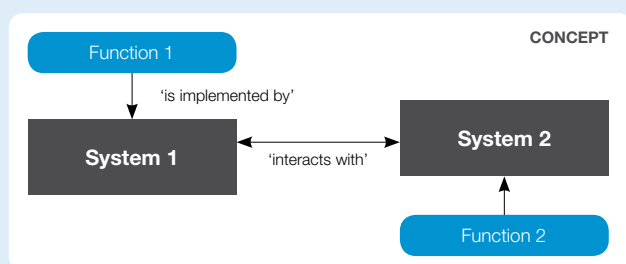 CONCEPT
Function 1
‘is implemented by’
System 1
‘interacts with’
System 2
Function 2